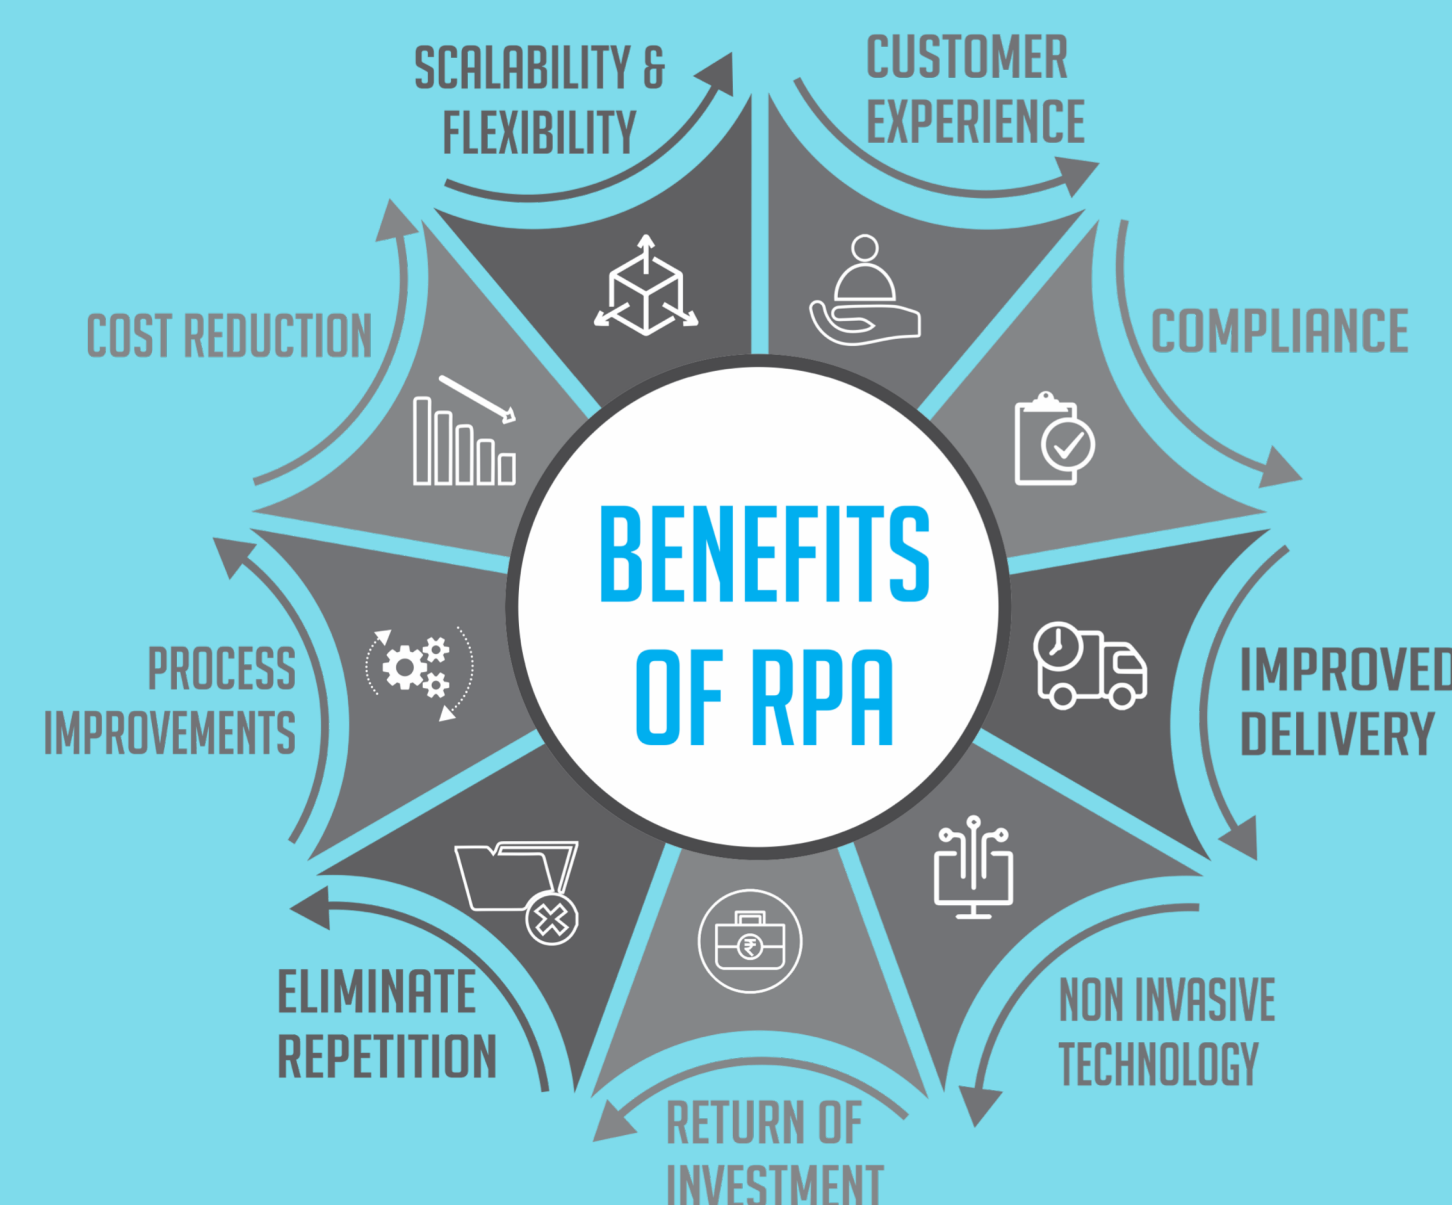 SCALABILITY &
FLEXIBILITY
CUSTOMER
EXPERIENCE
COST REDUCTION
COMPLIANCE
BENEFITS
OF RPA
PROCESS
IMPROVEMENTS
IMPROVED
DELIVERY
ELIMINATE
REPETITION
₹
NON INVASIVE
TECHNOLOGY
RETURN OF
INVESTMENT